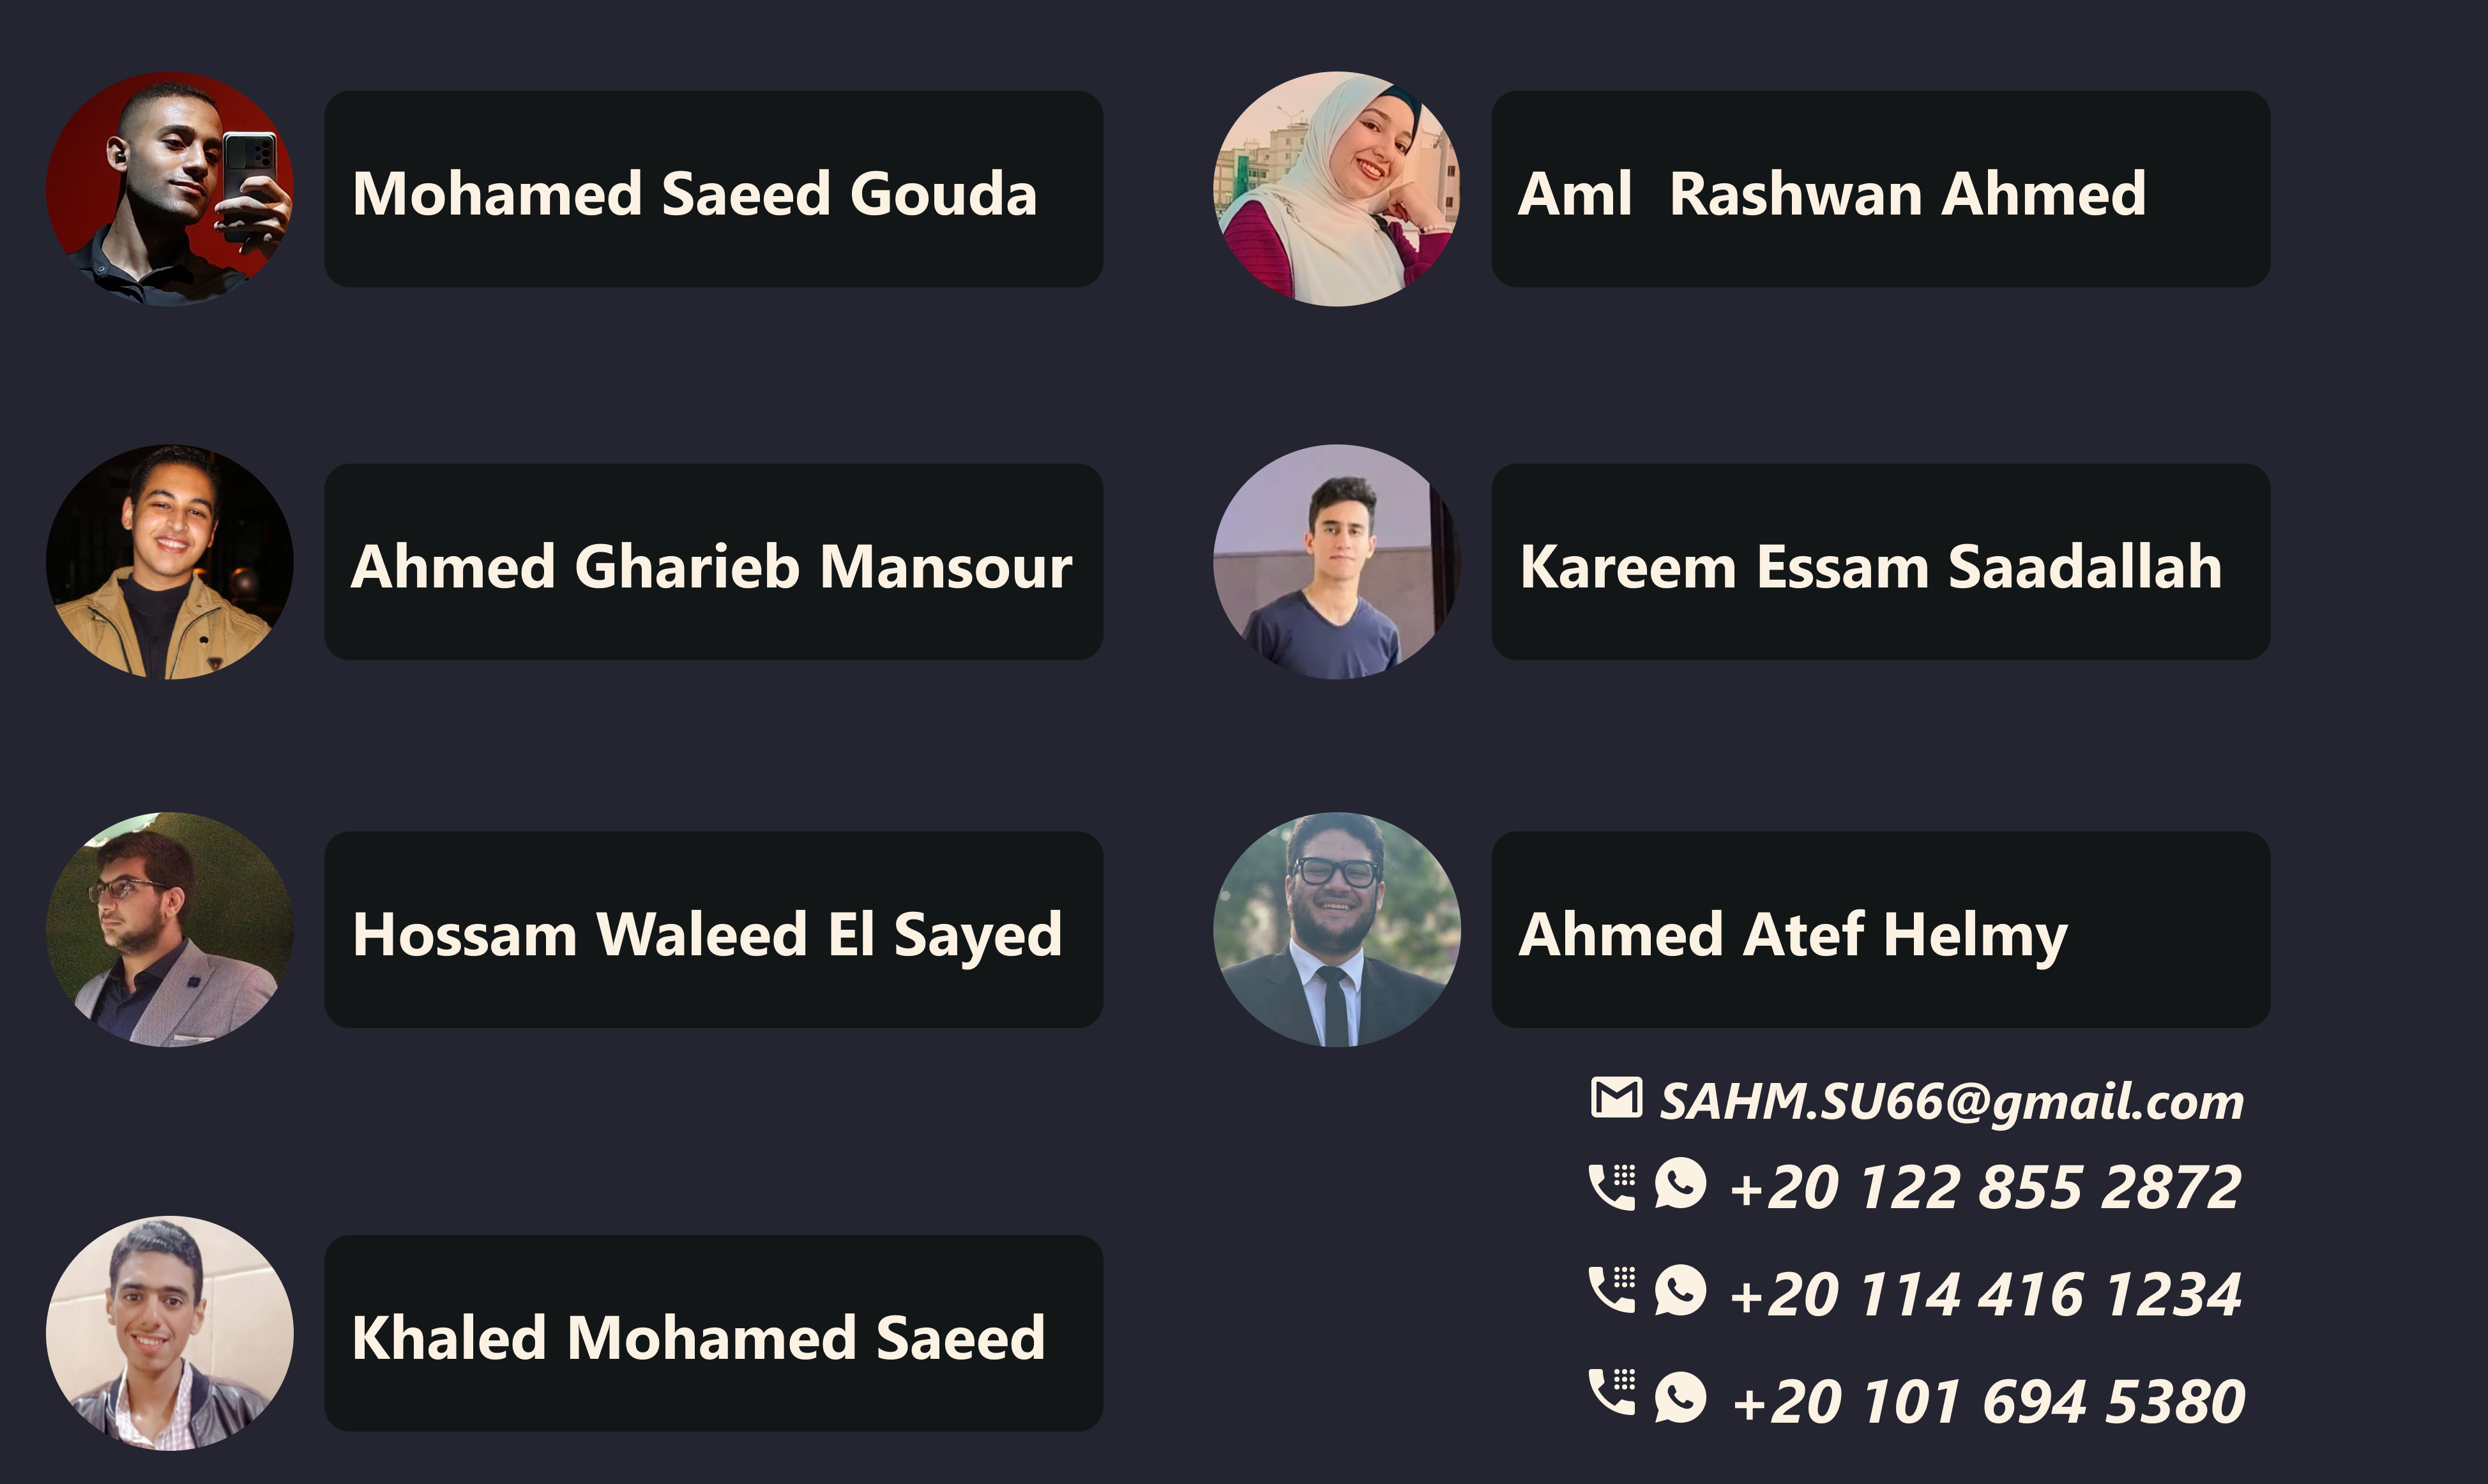 Mohamed Saeed Gouda
Aml  Rashwan Ahmed
Ahmed Gharieb Mansour
Kareem Essam Saadallah
Hossam Waleed El Sayed
Ahmed Atef Helmy
Khaled Mohamed Saeed
SAHM.SU66@gmail.com
+20 122 855 2872
+20 114 416 1234
+20 101 694 5380